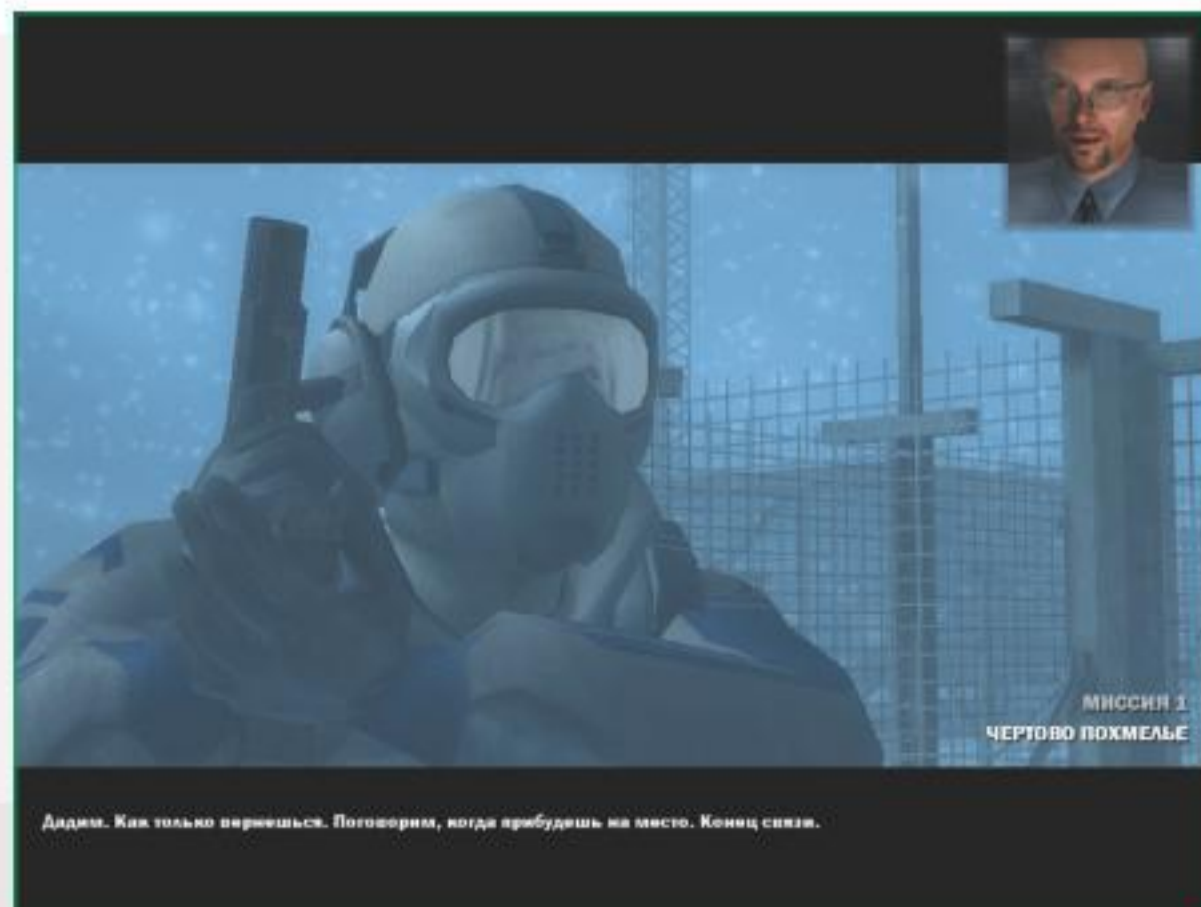 МИССИЯ 1
ЧЕРТОВО ПОХМЕЛЬЕ
Дадим. Как только вернешься. Поговорим, когда прибудешь на место. Конец связи.